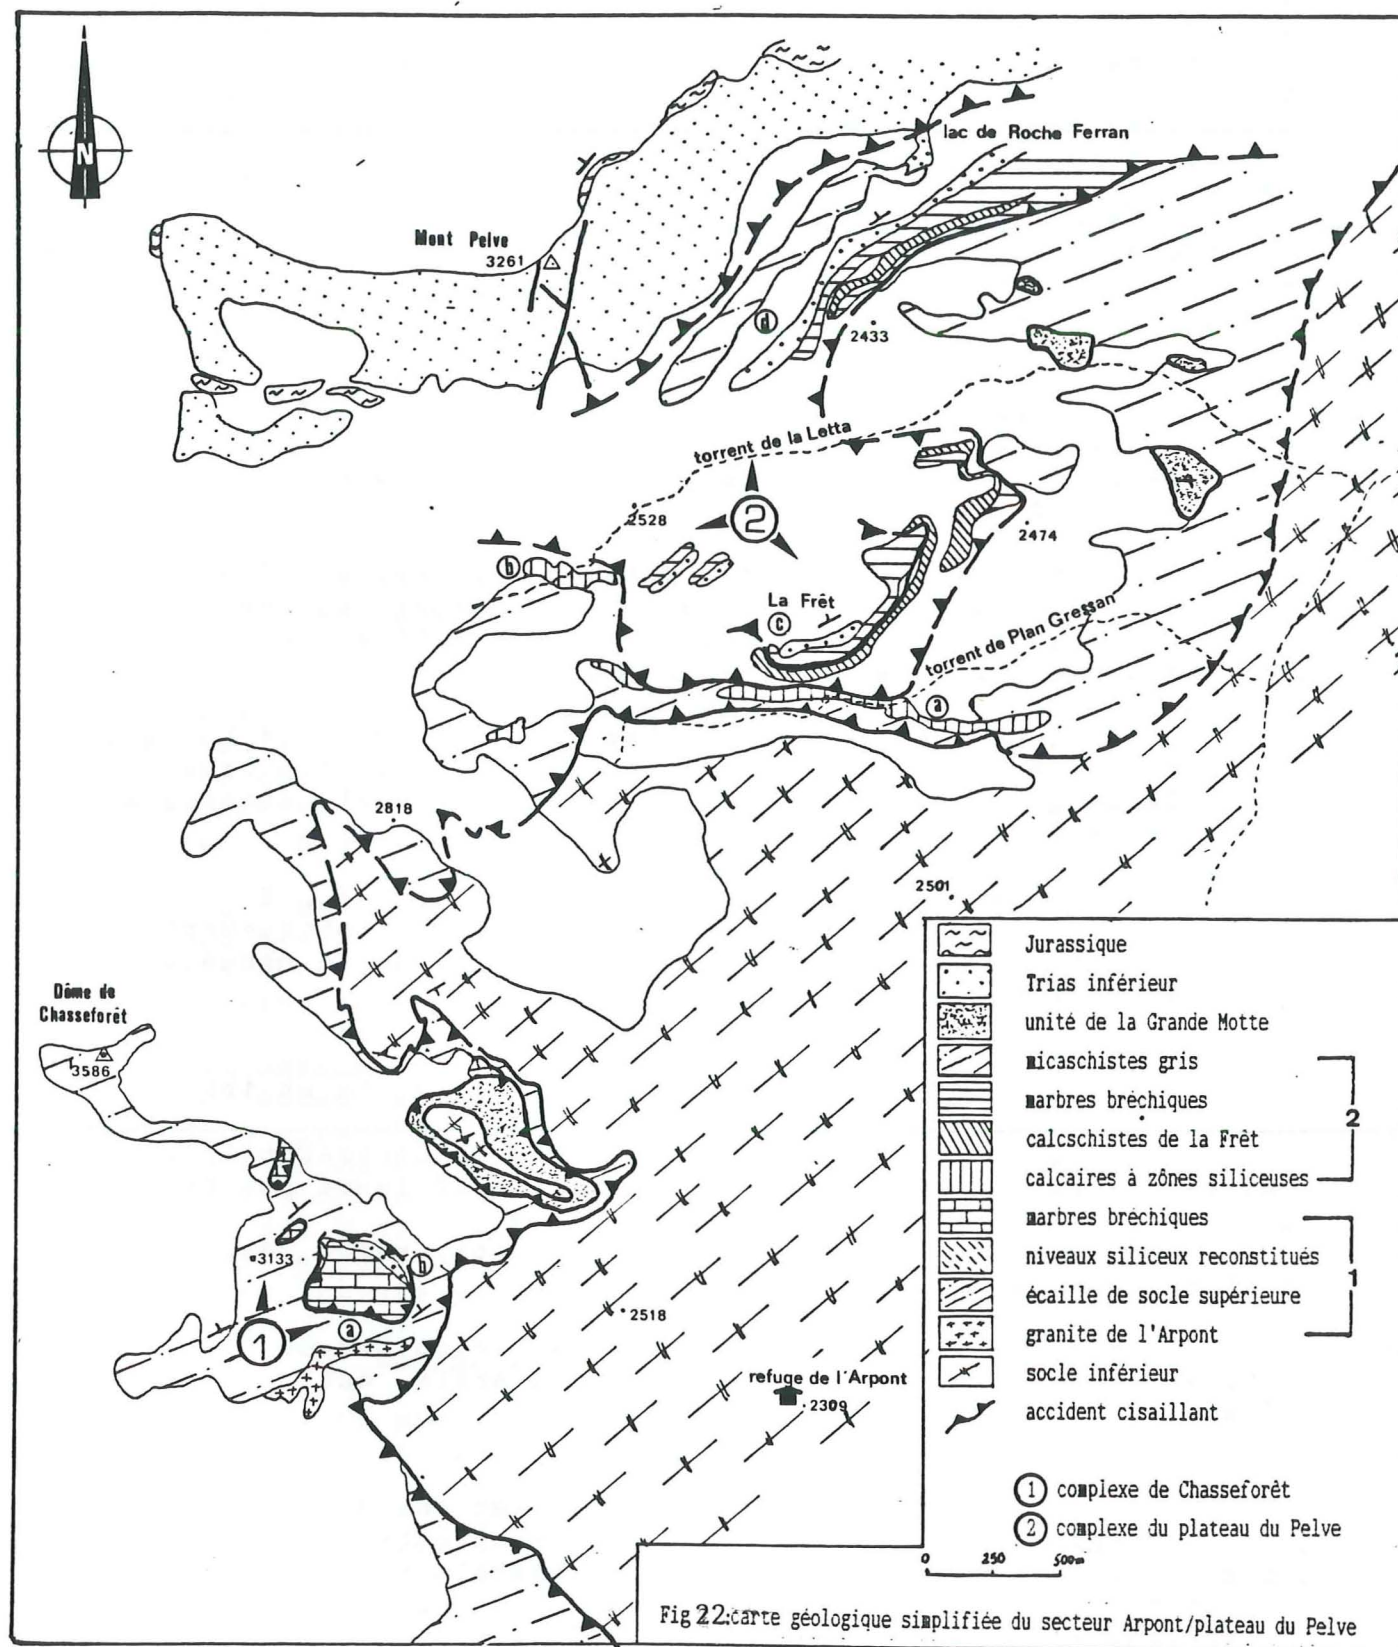 N
lac de Roche Ferran
Mont Pelve
3261
d
2433
torrent de la Letta
2528
2
2474
b
La Frêt
c
torrent de Plan Gressan
a
2818
2501
Dôme de
Chasseforêt
3586
3133
b
a
1
2518
refuge de l'Arpont
2309
Jurassique
Trias inférieur
unité de la Grande Motte
micaschistes gris
marbres bréchiques
2
calcschistes de la Frêt
calcaires à zônes siliceuses
marbres bréchiques
niveaux siliceux reconstitués
1
écaille de socle supérieure
granite de l'Arpont
socle inférieur
accident cisaillant
1 complexe de Chasseforêt
2 complexe du plateau du Pelve
0 250 500m
Fig 22:carte géologique simplifiée du secteur Arpont/plateau du Pelve